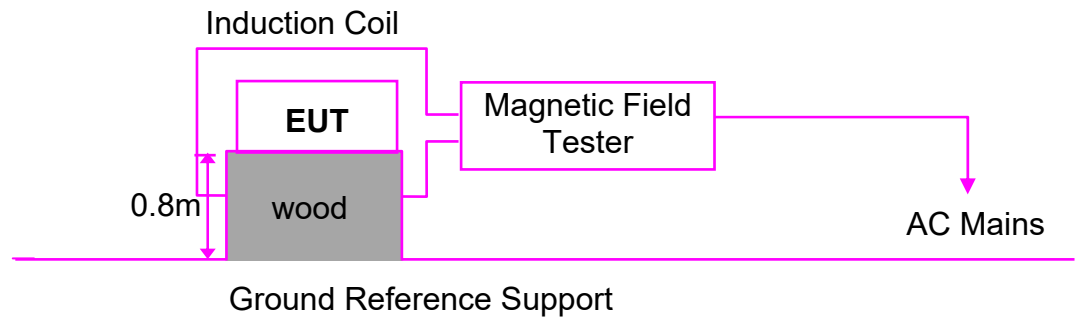 Induction Coil
EUT
Magnetic Field
Tester
0.8m
wood
AC Mains
Ground Reference Support